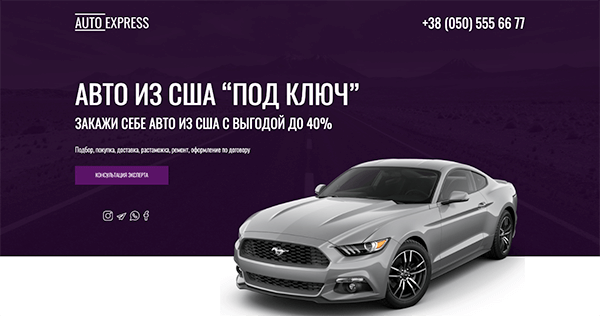 AUTO EXPRESS
+38 (050) 555 66 77
АВТО ИЗ США “ПОД КЛЮЧ”
ЗАКАЖИ СЕБЕ АВТО ИЗ США С ВЫГОДОЙ ДО 40%
Подбор, покупка, доставка, растаможка, ремонт, оформление по договору
КОНСУЛЬТАЦИЯ ЭКСПЕРТА